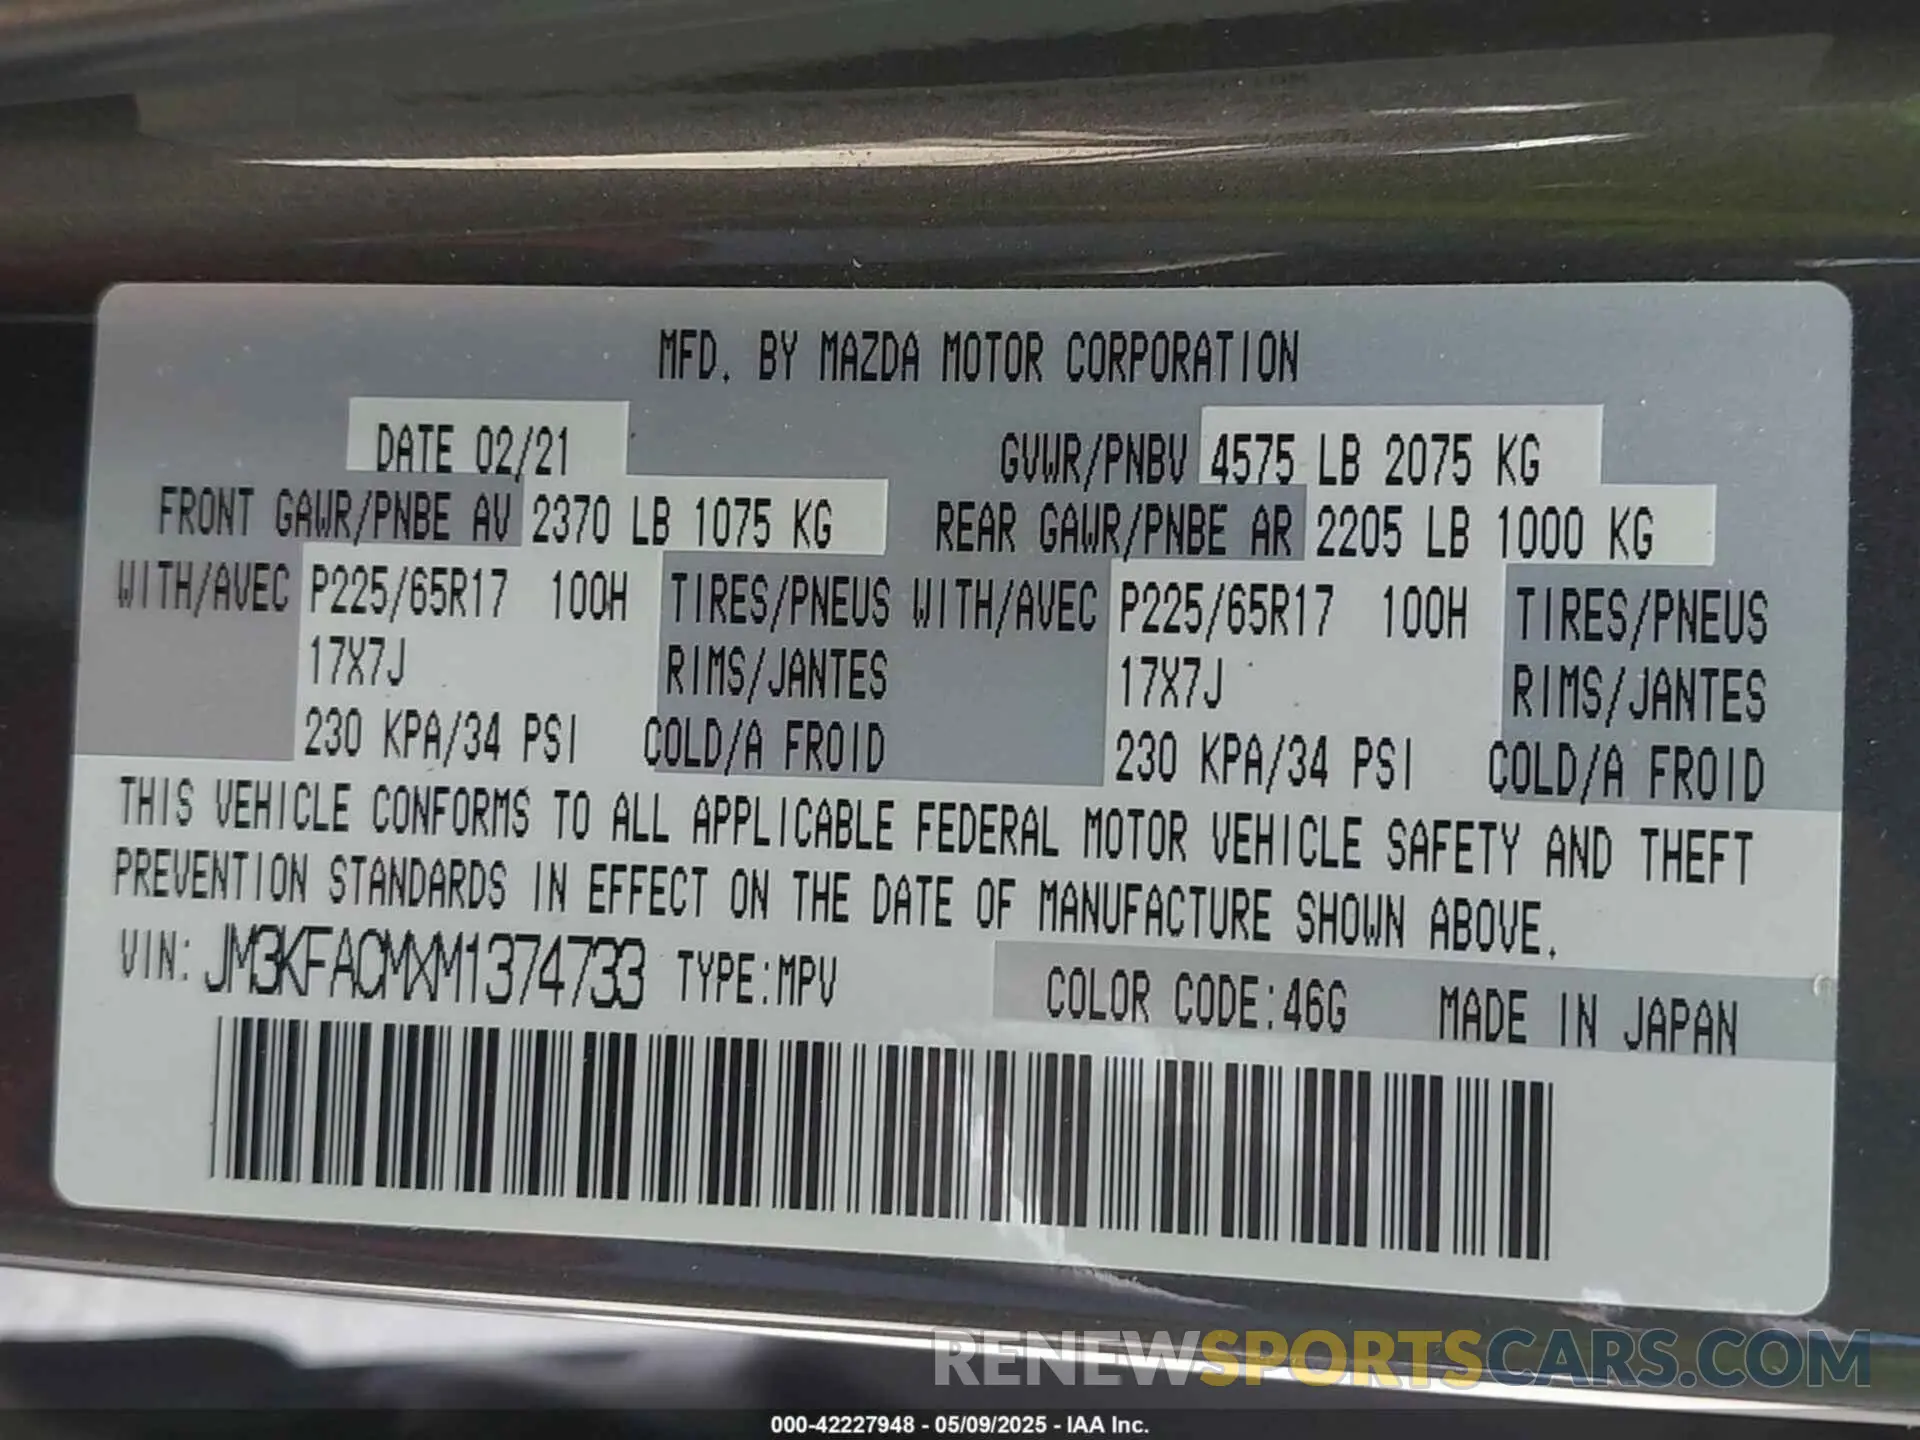 MFD. BY MAZDA MOTOR CORPORATION
DATE 02/21 GVWR/PNBV 4575 LB 2075 KG
FRONT GAWR/PNBE AV 2370 LB 1075 KG REAR GAWR/PNBE AR 2205 LB 1000 KG
WITH/AVEC P225/65R17 100H TIRES/PNEUS WITH/AVEC P225/65R17 100H TIRES/PNEUS
17X7J RIMS/JANTES 17X7J RIMS/JANTES
230 KPA/34 PSI COLD/A FROID 230 KPA/34 PSI COLD/A FROID
THIS VEHICLE CONFORMS TO ALL APPLICABLE FEDERAL MOTOR VEHICLE SAFETY AND THEFT
PREVENTION STANDARDS IN EFFECT ON THE DATE OF MANUFACTURE SHOWN ABOVE.
VIN: JM3KFACMXM1374733 TYPE:MPV COLOR CODE:46G MADE IN JAPAN
RENEWSPORTSCARS.COM
000-42227948 - 05/09/2025 - IAA Inc.